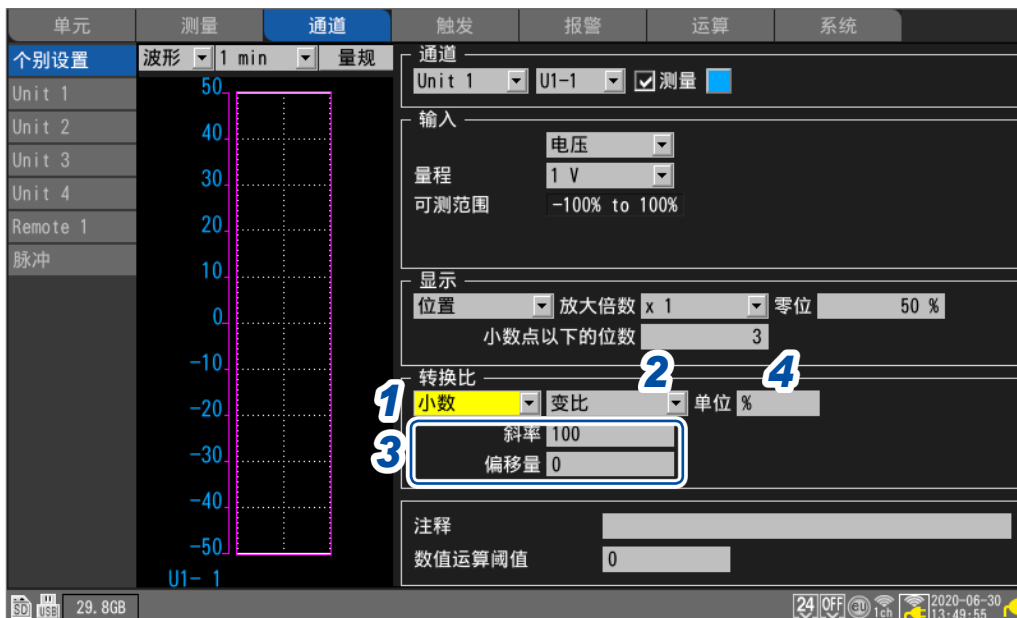 单元 测量 通道 触发 报警 运算 系统
个别设置
Unit 1
Unit 2
Unit 3
Unit 4
Remote 1
脉冲
波形 1 min 量规
50
40
30
20
10
0
-10
-20
-30
-40
-50
U1- 1
通道
Unit 1 U1-1 测量
输入
电压
量程 1 V
可测范围 -100% to 100%
显示
位置 放大倍数 x 1 零位 50 %
小数点以下的位数 3
转换比 2 4
1 小数 变比 单位 %
3 斜率 100
偏移量 0
注释
数值运算阈值 0
SD USB 29.8GB 24 OFF eU 1ch 2020-06-30
13:49:55